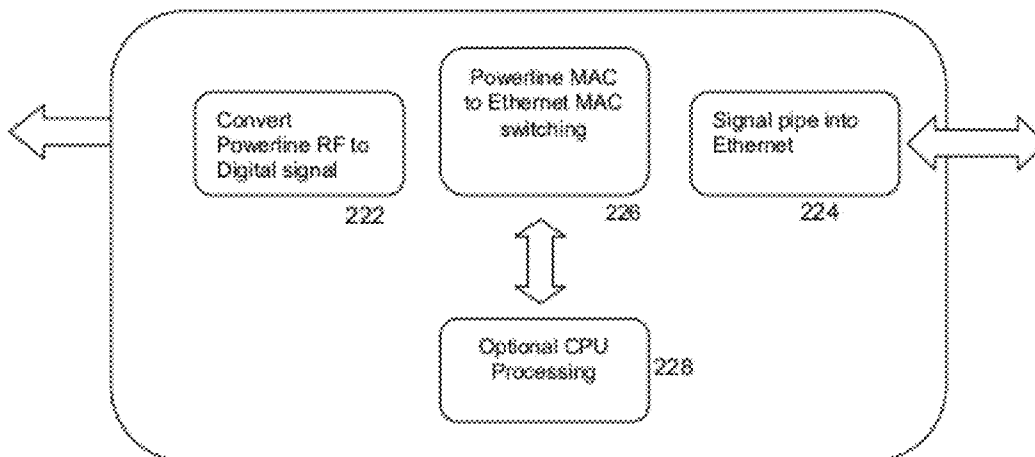 Convert
Powerline RF to
Digital signal
222
Powerline MAC
to Ethernet MAC
switching
226
Signal pipe into
Ethernet
224
Optional CPU
Processing
228